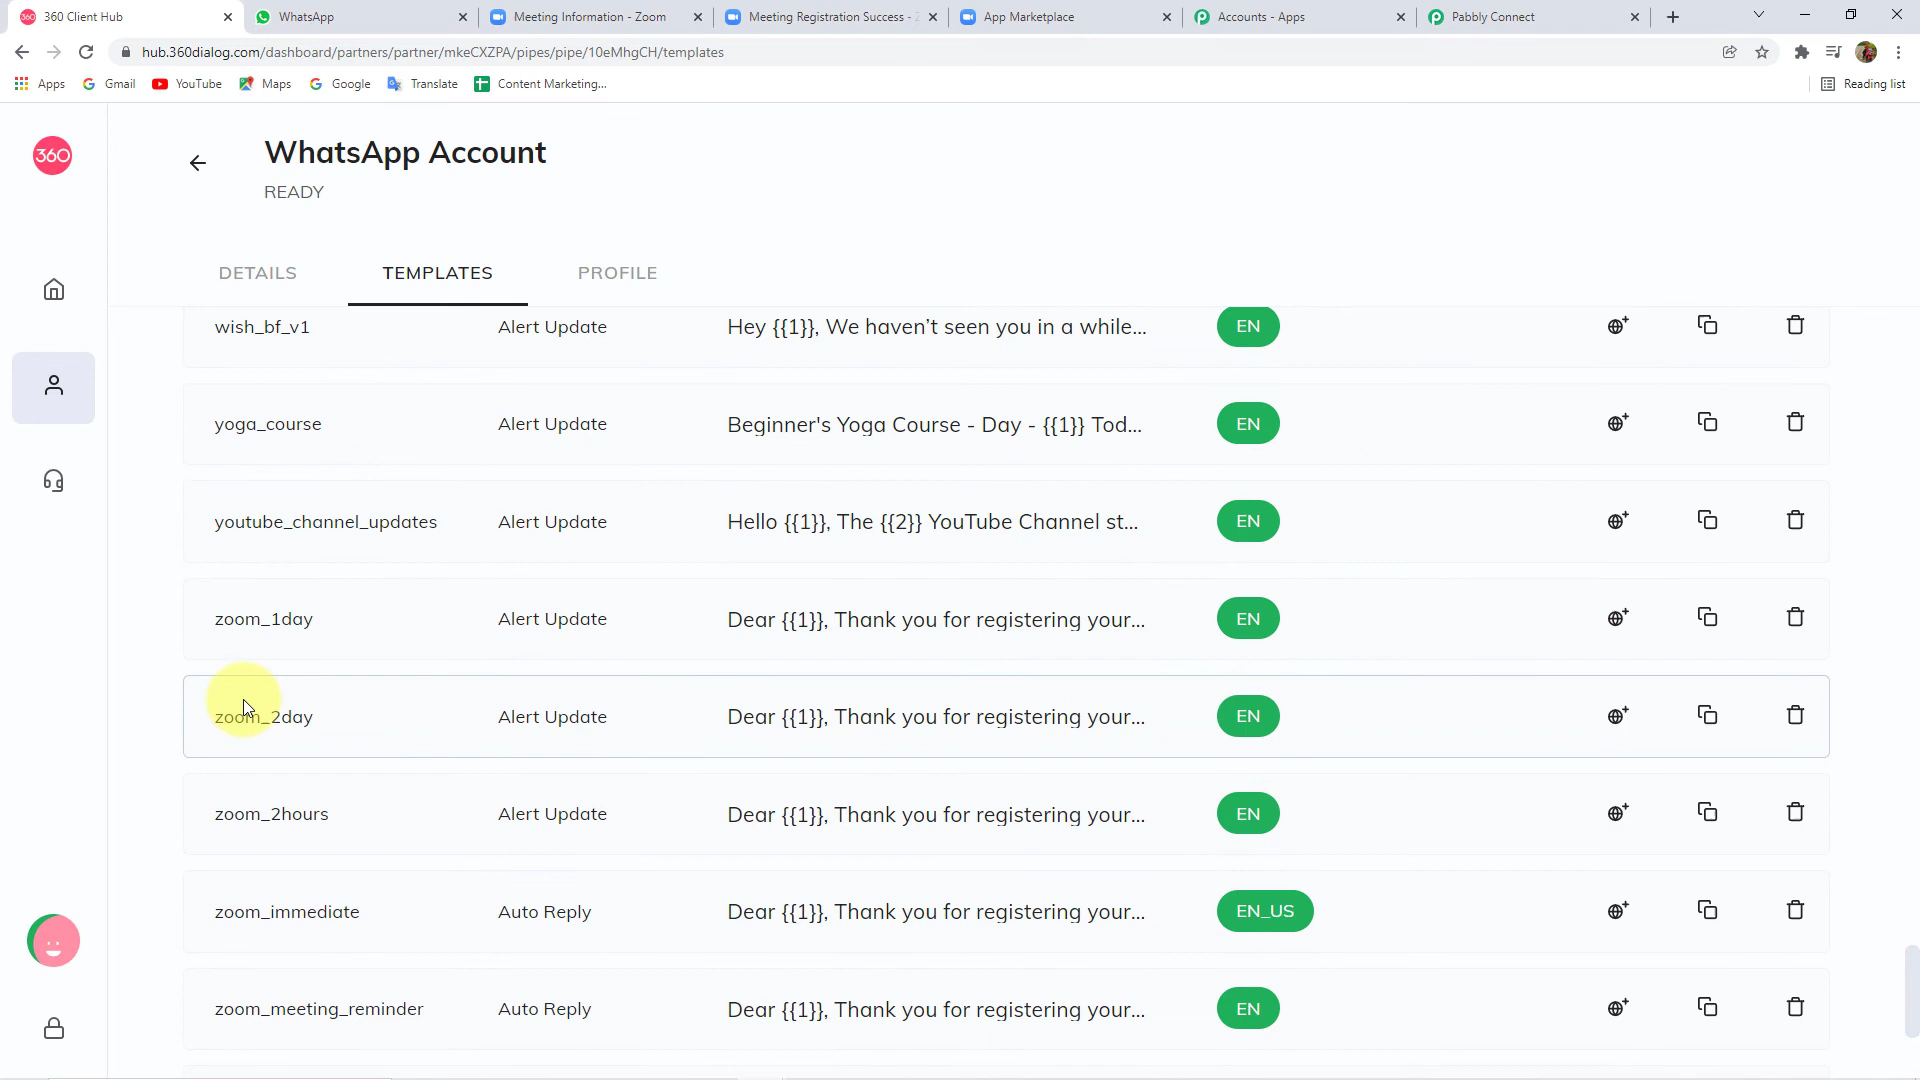 360 Client Hub
WhatsApp
Meeting Information - Zoom
Meeting Registration Success -
App Marketplace
Accounts - Apps
Pabbly Connect
hub.360dialog.com/dashboard/partners/partner/mkeCXZPA/pipes/pipe/10eMhgCH/templates
Apps
Gmail
YouTube
Maps
Google
Translate
Content Marketing...
Reading list
360
WhatsApp Account
READY
DETAILS
TEMPLATES
PROFILE
wish_bf_v1 Alert Update Hey {{1}}, We haven’t seen you in a while... EN
yoga_course Alert Update Beginner's Yoga Course - Day - {{1}} Tod... EN
youtube_channel_updates Alert Update Hello {{1}}, The {{2}} YouTube Channel st... EN
zoom_1day Alert Update Dear {{1}}, Thank you for registering your... EN
zoom_2day Alert Update Dear {{1}}, Thank you for registering your... EN
zoom_2hours Alert Update Dear {{1}}, Thank you for registering your... EN
zoom_immediate Auto Reply Dear {{1}}, Thank you for registering your... EN_US
zoom_meeting_reminder Auto Reply Dear {{1}}, Thank you for registering your... EN